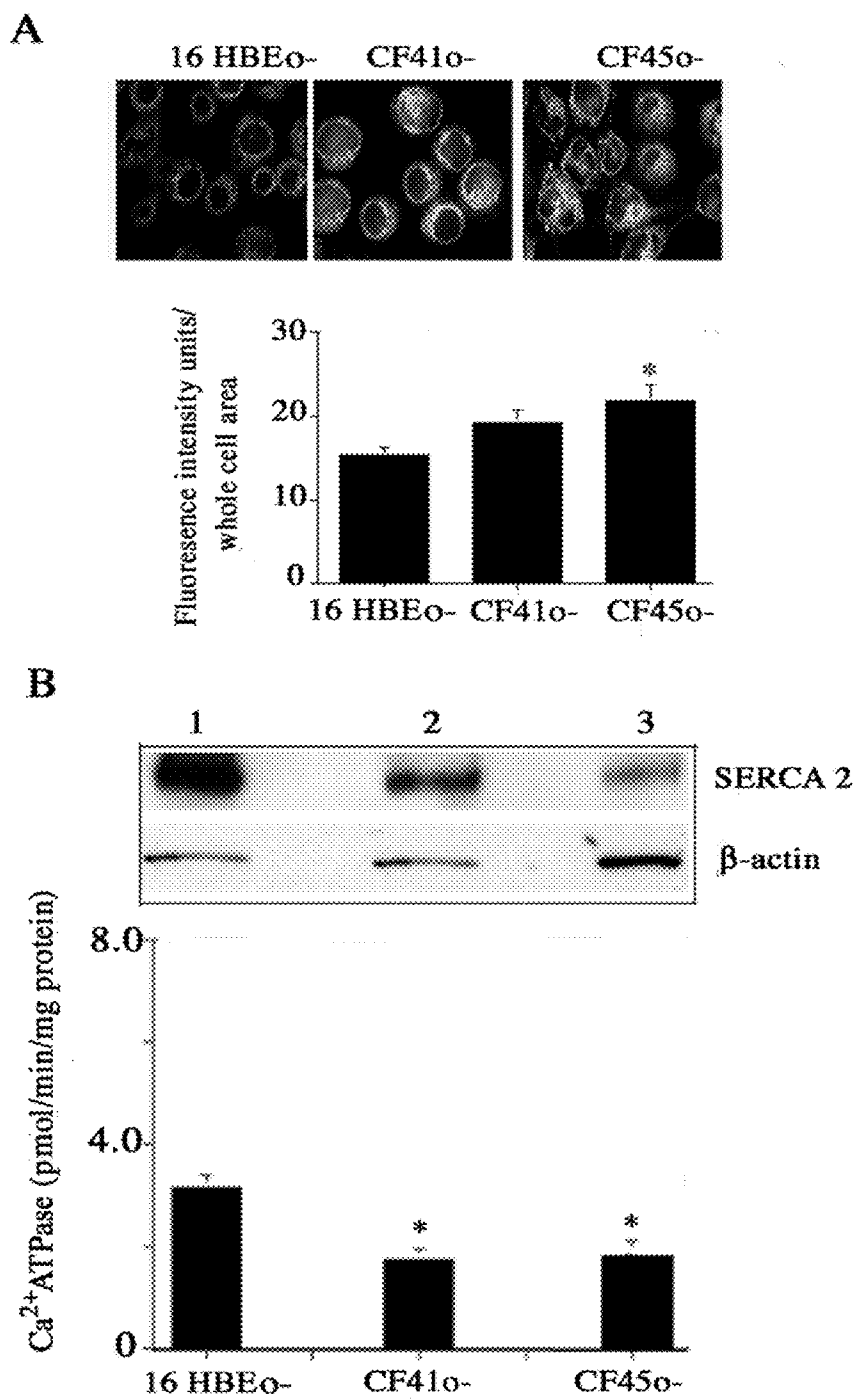 A
16 HBEo- CF41o- CF45o-
Fluoresence intensity units/
whole cell area
30
20
10
0
*
16 HBEo- CF41o- CF45o-
B
1 2 3
SERCA 2
β-actin
Ca²⁺ATPase (pmol/min/mg protein)
8.0
4.0
0
* *
16 HBEo- CF41o- CF45o-